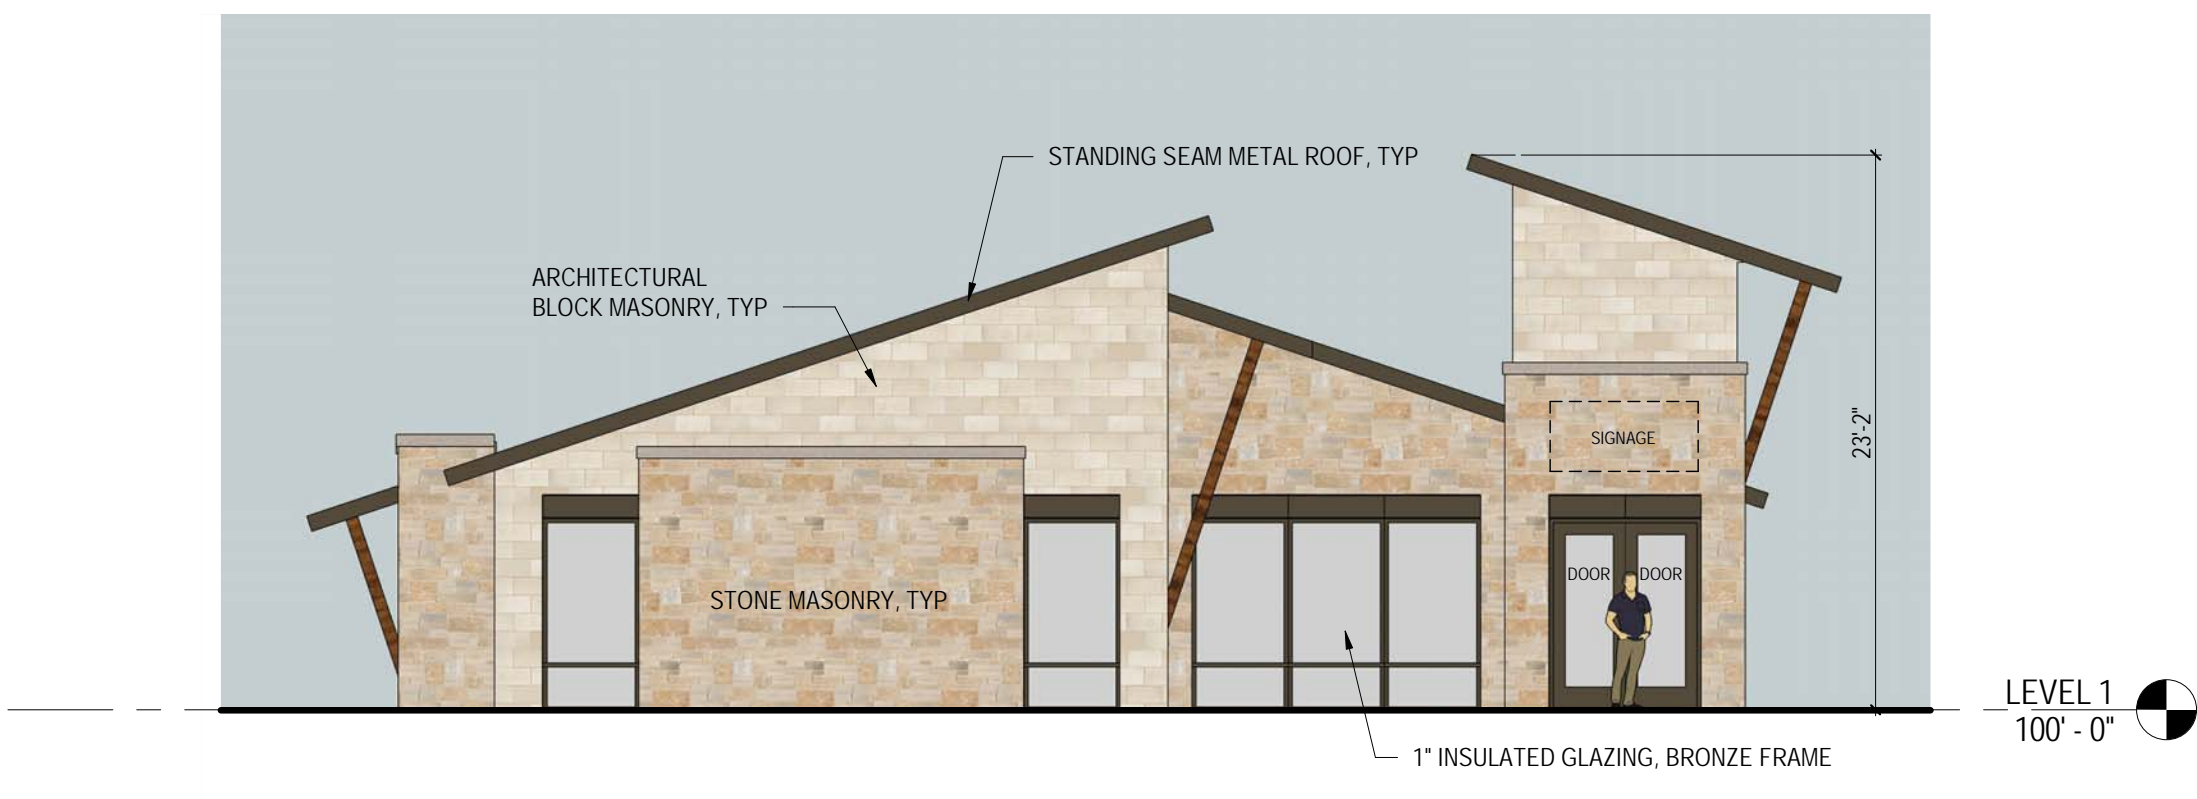 STANDING SEAM METAL ROOF, TYP
ARCHITECTURAL
BLOCK MASONRY, TYP
23'-2"
SIGNAGE
DOOR DOOR
STONE MASONRY, TYP
LEVEL 1
100' - 0"
1" INSULATED GLAZING, BRONZE FRAME